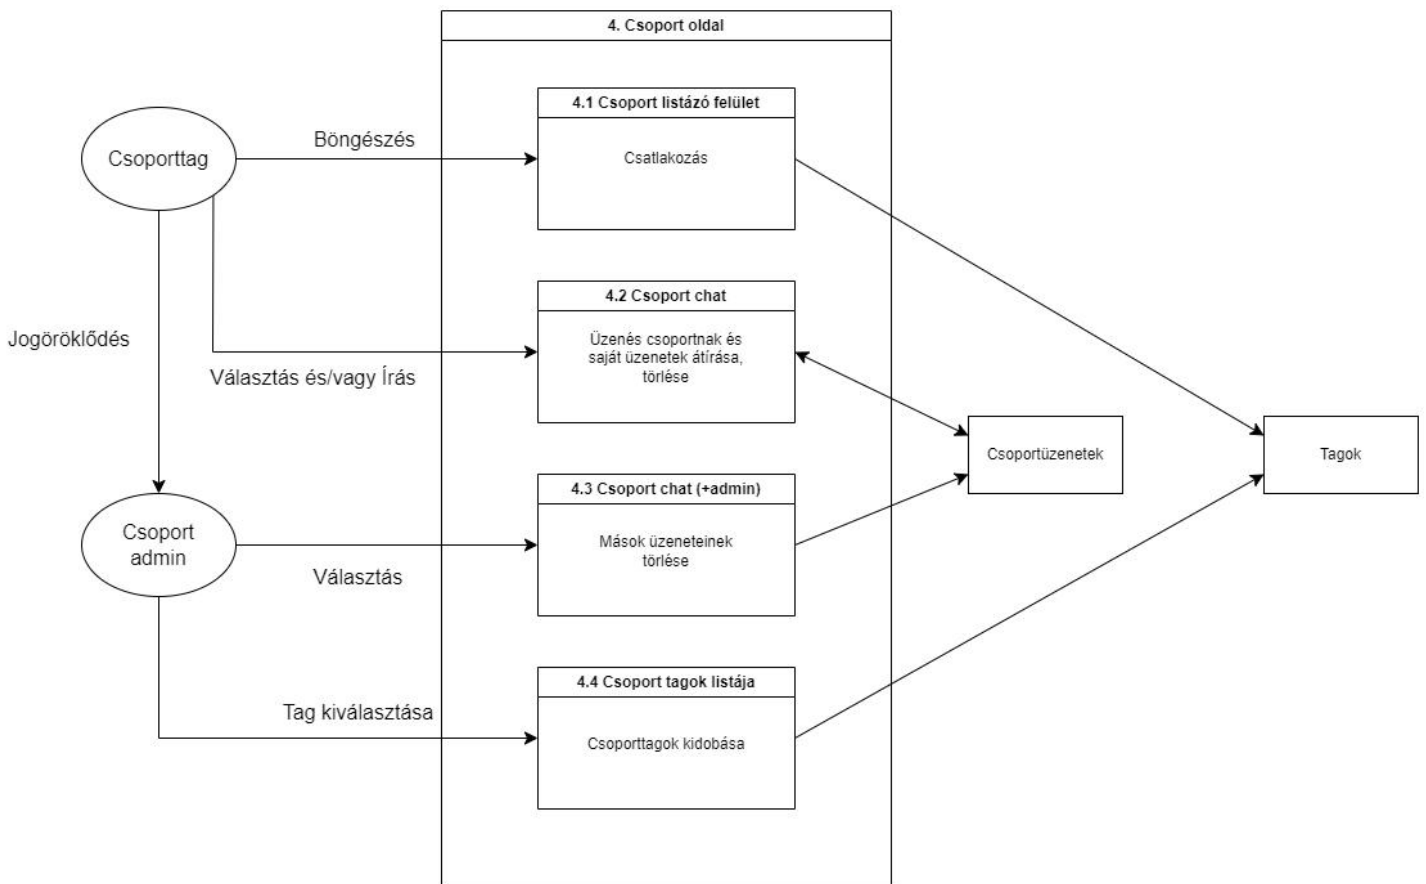 4. Csoport oldal
4.1 Csoport listázó felület
Böngészés
Csoporttag
Csatlakozás
4.2 Csoport chat
Jogöröklődés
Üzenés csoportnak és
saját üzenetek átírása,
törlése
Választás és/vagy Írás
Csoportüzenetek
Tagok
4.3 Csoport chat (+admin)
Csoport
admin
Mások üzeneteinek
törlése
Választás
4.4 Csoport tagok listája
Tag kiválasztása
Csoporttagok kidobása